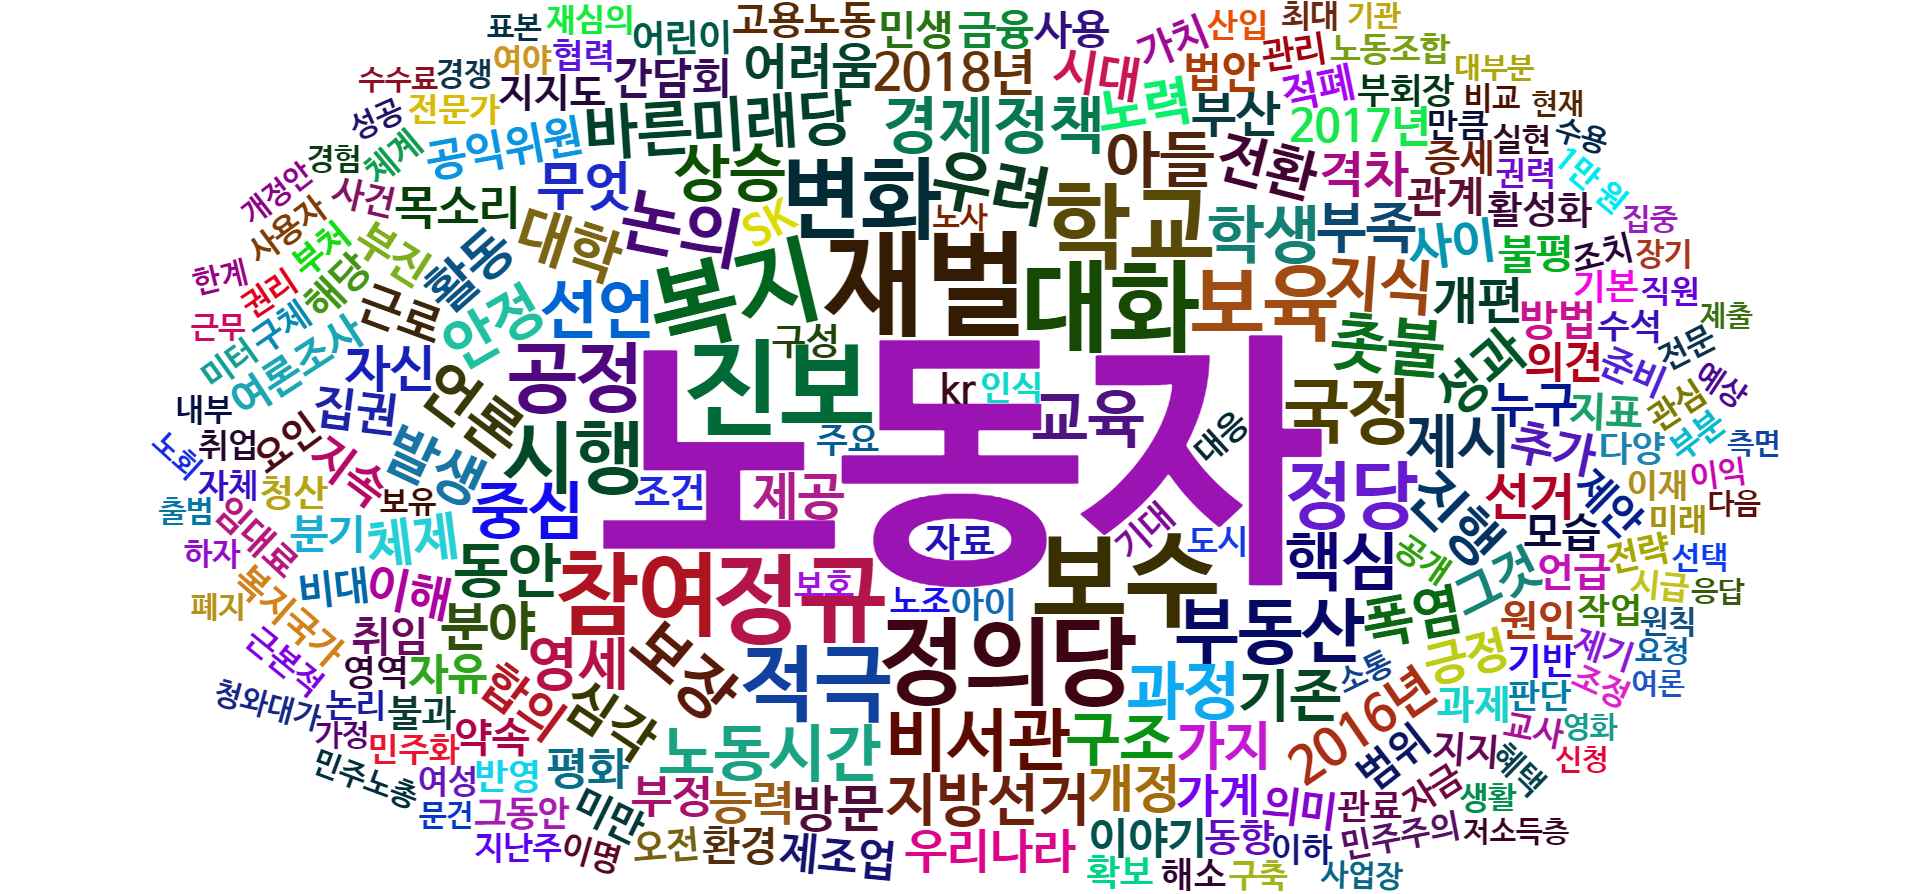 표본 재심의 어린이 고용노동 민생 금융 사용 가치 산입 최대 기관
여야 협력 간담회 어려움 2018년 시대 법안 관리 노동조합 대부분
수수료 경쟁 지지도 적폐 부회장 비교 현재
성공 전문가 바른미래당 경제정책 노력 부산 2017년 만큼 실현 수용
경험 체계 공익위원 상승 변화 우려 아들 전환 격차 증세 권력 1만 원
개정안 사건 목소리 무엇 논의 SK 노사 학교 학생 부족 관계 활성화 집중
사용자 부처 부진 활동 대학 재벌 사이 불평 조치 장기
한계 권리 해당 근로 안정 선언 복지 대화 보육 지식 개편 기본 직원
근무 구체 구성 촛불 방법 수석 제출
미터 여론조사 자신 공정 진보 노동자 성과 의견 준비 전문 예상
내부 집권 언론 kr 인식 교육 국정 누구 지표 관심
노회 취업 요인 지속 발생 시행 주요 대응 제시 추가 다양 부분 측면
출범 자체 청산 보유 중심 조건 제공 정당 진행 선거 제안 이재 이익 다음
하자 임대료 분기 체제 자료 기대 도시 핵심 공개 모습 미래
폐지 복지국가 비대 이해 동안 참여 정규 보호 노조 아이 보수 그것 언급 전략 선택
취임 분야 부동산 폭염 원인 작업 시급 응답
근본적 영역 자유 영세 보장 적극 정의당 과정 기존 소통 긍정 기반 제기 원칙 요청
청와대가 논리 불과 합의 심각 2016년 과제 판단 조정 여론
가정 민주화 약속 노동시간 비서관 구조 가지 범위 지지 교사 영화
민주노총 여성 반영 평화 부정 능력 방문 지방선거 개정 가계 의미 관료 자금 생활 혜택 신청
문건 그동안 미만 이야기 동향 이하 민주주의 저소득층
지난주 이명 오전 환경 제조업 우리나라 확보 해소 구축 사업장